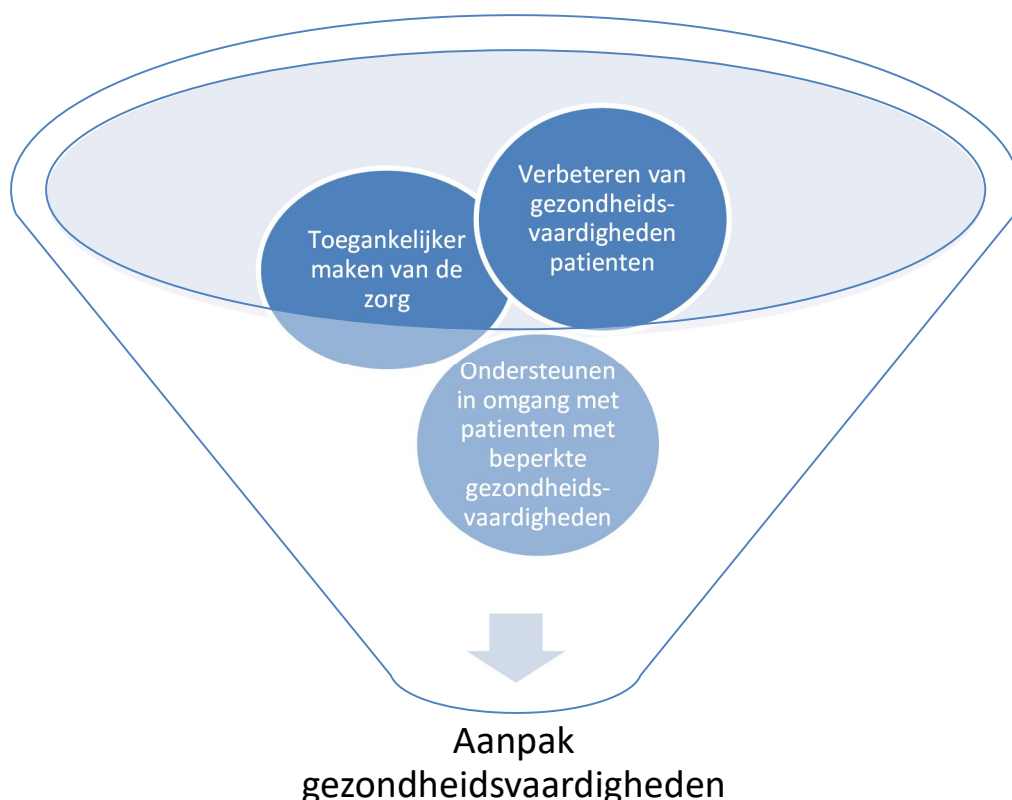 Verbeteren van
gezondheids-
vaardigheden
patienten
Toegankelijker
maken van de
zorg
Ondersteunen
in omgang met
patienten met
beperkte
gezondheids-
vaardigheden
Aanpak
gezondheidsvaardigheden